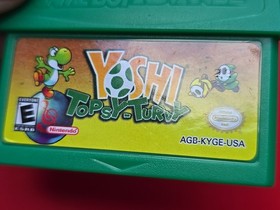 YOSHI
TOPSY-TURVY
E
Nintendo
AGB-KYGE-USA